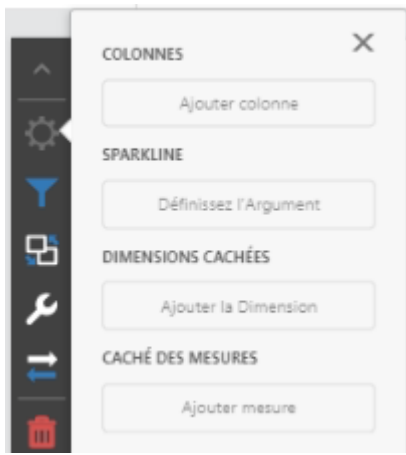 COLONNES
Ajouter colonne
SPARKLINE
Définissez l'Argument
DIMENSIONS CACHÉES
Ajouter la Dimension
CACHÉ DES MESURES
Ajouter mesure